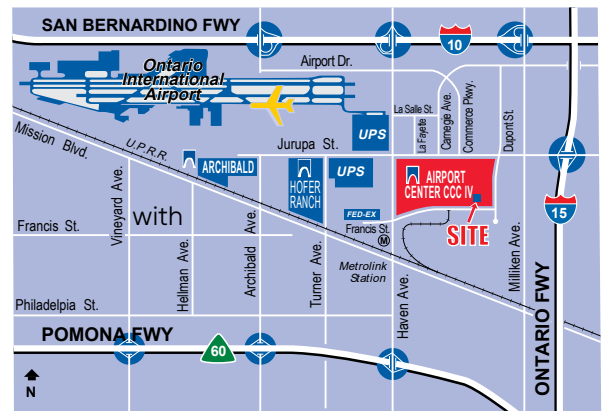 SAN BERNARDINO FWY
10
Ontario
International
Airport
Airport Dr.
La Salle St.
La Fayette
Carnegie Ave.
Commerce Pkwy.
Dupont St.
UPS
Mission Blvd.
U.P.R.R.
Jurupa St.
ARCHIBALD
HOFER
RANCH
UPS
AIRPORT
CENTER CCC IV
15
Vineyard Ave.
with
FED-EX
Francis St.
Francis St.
M
SITE
Hellman Ave.
Archibald Ave.
Turner Ave.
Metrolink
Station
Haven Ave.
Milliken Ave.
ONTARIO FWY
Philadelpia St.
POMONA FWY
60
N